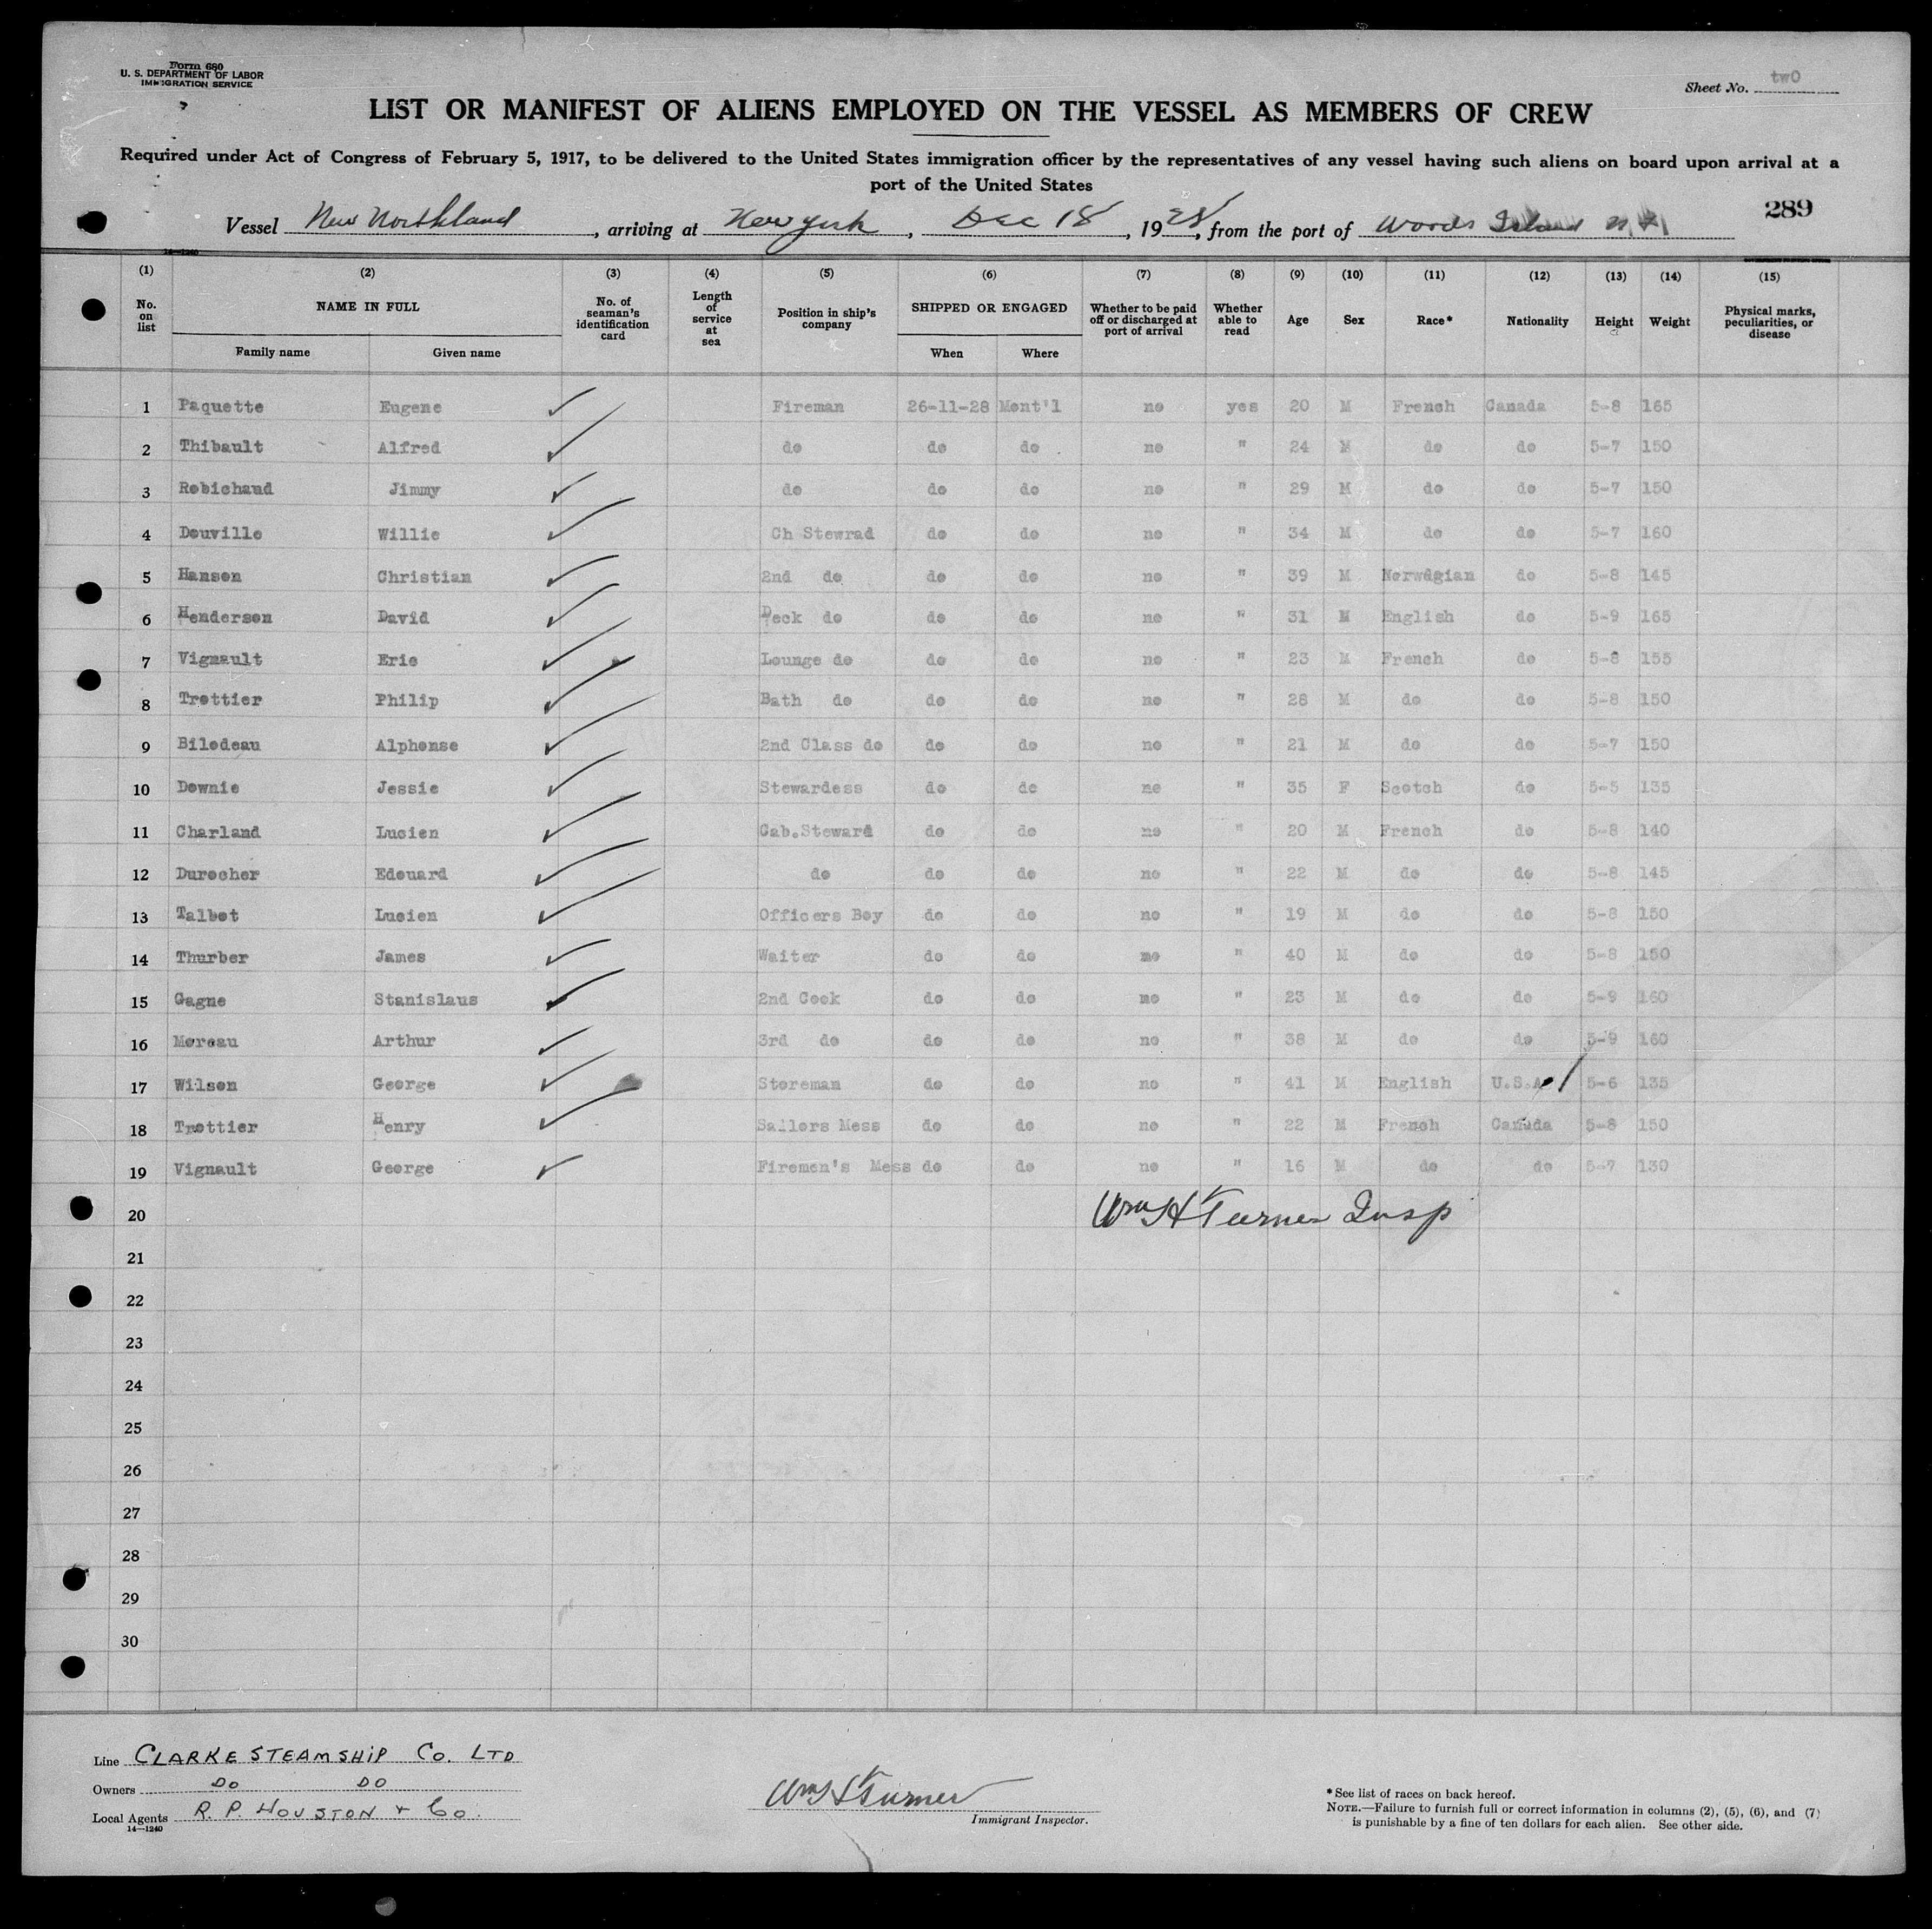 Form 680
U. S. DEPARTMENT OF LABOR
IMMIGRATION SERVICE
Sheet No. two
LIST OR MANIFEST OF ALIENS EMPLOYED ON THE VESSEL AS MEMBERS OF CREW
Required under Act of Congress of February 5, 1917, to be delivered to the United States immigration officer by the representatives of any vessel having such aliens on board upon arrival at a
port of the United States
289
Vessel New Northland, arriving at New York, Dec 18, 1928, from the port of Woods Island N.F.
14—1240
(1) (2) (3) (4) (5) (6) (7) (8) (9) (10) (11) (12) (13) (14) (15)
No. on list NAME IN FULL Family name Given name No. of seaman's identification card Length of service at sea Position in ship's company SHIPPED OR ENGAGED When Where Whether to be paid off or discharged at port of arrival Whether able to read Age Sex Race* Nationality Height Weight Physical marks, peculiarities, or disease
1 Paquette Eugene Fireman 26-11-28 Mont'l no yes 20 M French Canada 5-8 165
2 Thibault Alfred do do do no " 24 M do do 5-7 150
3 Robichaud Jimmy do do do no " 29 M do do 5-7 150
4 Douville Willie Ch Stewrad do do no " 34 M do do 5-7 160
5 Hanson Christian 2nd do do do no " 39 M Norwegian do 5-8 145
6 Henderson David Deck do do do no " 31 M English do 5-9 165
7 Vignault Eric Lounge do do do no " 23 M French do 5-8 155
8 Trottier Philip Bath do do do no " 28 M do do 5-8 150
9 Bilodeau Alphonse 2nd Class do do do no " 21 M do do 5-7 150
10 Downie Jessie Stewardess do do no " 35 F Scotch do 5-5 135
11 Charland Lucien Cab.Steward do do no " 20 M French do 5-8 140
12 Durocher Edouard do do do no " 22 M do do 5-8 145
13 Talbot Lucien Officers Boy do do no " 19 M do do 5-8 150
14 Thurber James Waiter do do no " 40 M do do 5-8 150
15 Gagne Stanislaus 2nd Cook do do no " 23 M do do 5-9 160
16 Moreau Arthur 3rd do do do no " 38 M do do 5-9 160
17 Wilson George Storeman do do no " 41 M English U.S.A. 5-6 135
18 Trottier Henry Sailors Mess do do no " 22 M French Canada 5-8 150
19 Vignault George Firemen's Mess do do no " 16 M do do 5-7 130
20 Wm H Turner Insp
21
22
23
24
25
26
27
28
29
30
Line CLARKE STEAMSHIP CO. LTD
Owners DO DO
Local Agents R. P. HOUSTON & Co.
14—1240
Wm H Turner
Immigrant Inspector.
*See list of races on back hereof.
NOTE.—Failure to furnish full or correct information in columns (2), (5), (6), and (7)
is punishable by a fine of ten dollars for each alien. See other side.